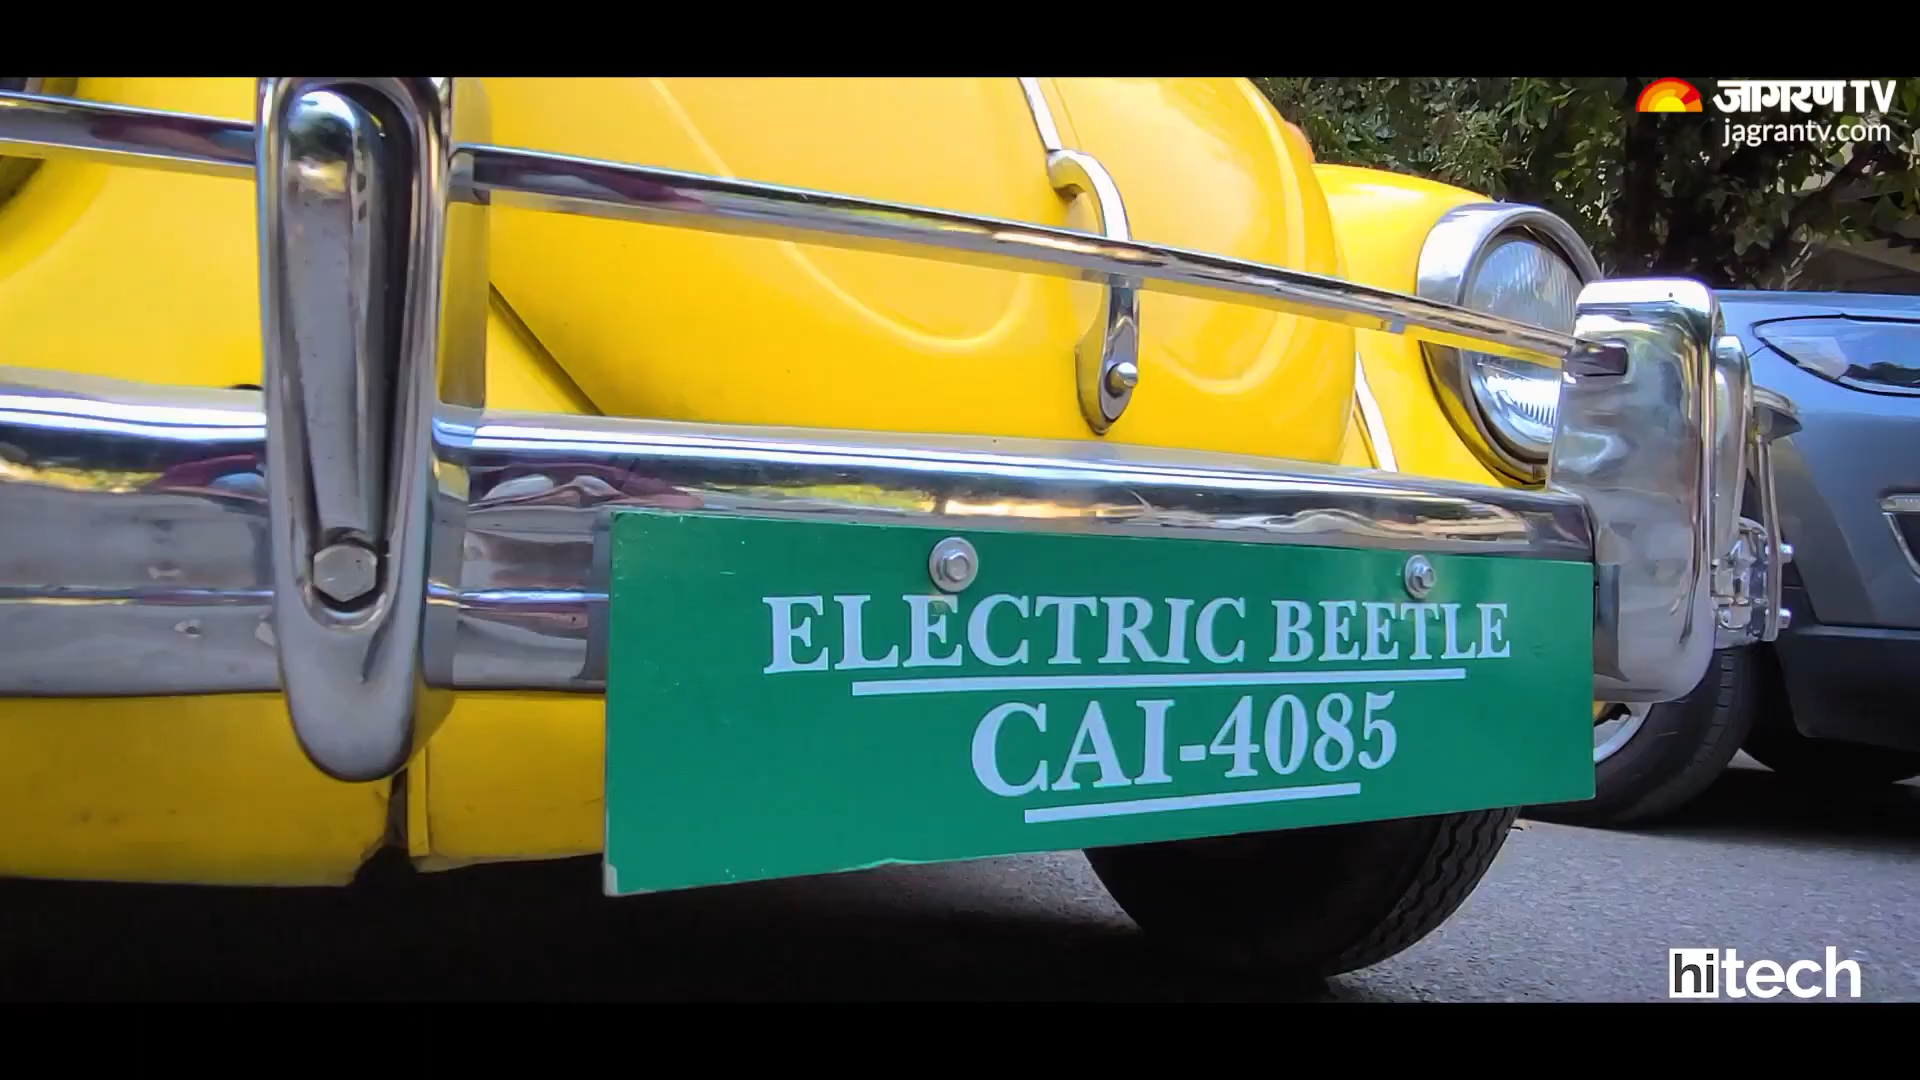 जागरण TV
jagrantv.com
ELECTRIC BEETLE
CAI-4085
hitech